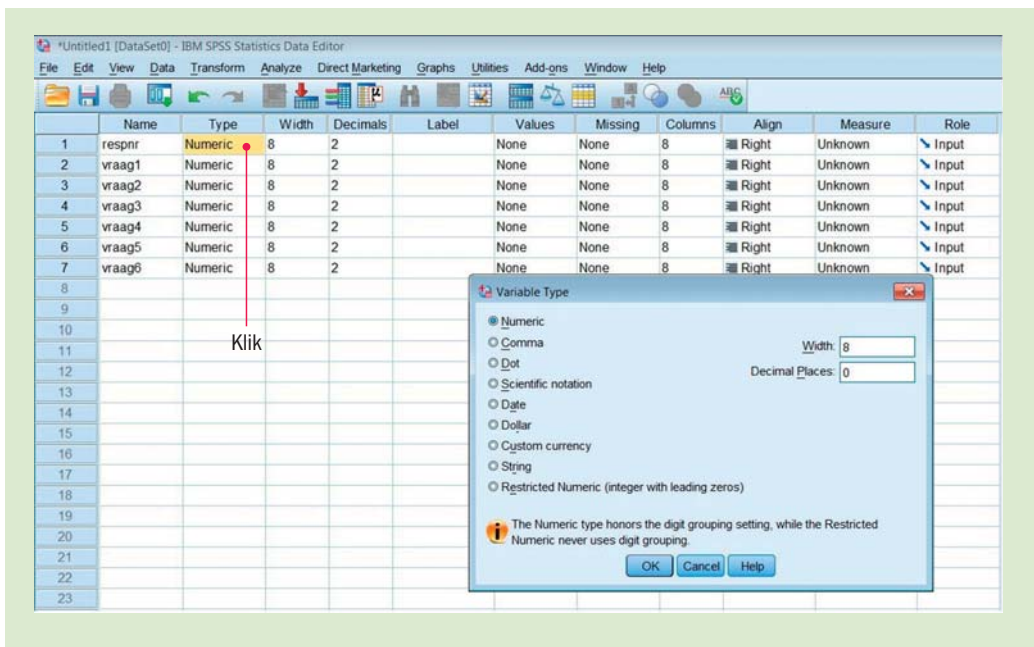 *Untitled1 [DataSet0] - IBM SPSS Statistics Data Editor
File Edit View Data Transform Analyze Direct Marketing Graphs Utilities Add-ons Window Help
Name Type Width Decimals Label Values Missing Columns Align Measure Role
1 respnr Numeric 8 2 None None 8 Right Unknown Input
2 vraag1 Numeric 8 2 None None 8 Right Unknown Input
3 vraag2 Numeric 8 2 None None 8 Right Unknown Input
4 vraag3 Numeric 8 2 None None 8 Right Unknown Input
5 vraag4 Numeric 8 2 None None 8 Right Unknown Input
6 vraag5 Numeric 8 2 None None 8 Right Unknown Input
7 vraag6 Numeric 8 2 None None 8 Right Unknown Input
8
9
10
11
12
13
14
15
16
17
18
19
20
21
22
23
Klik
Variable Type
Numeric
Comma
Dot
Scientific notation
Date
Dollar
Custom currency
String
Restricted Numeric (integer with leading zeros)
Width: 8
Decimal Places: 0
The Numeric type honors the digit grouping setting, while the Restricted
Numeric never uses digit grouping.
OK Cancel Help